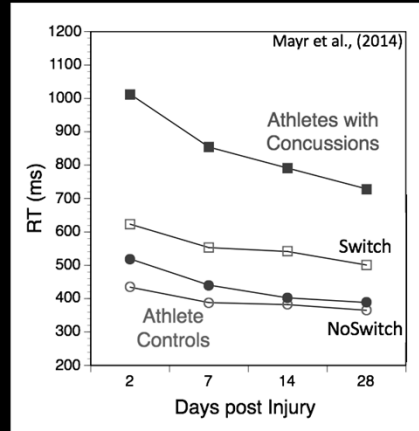 1200
Mayr et al., (2014)
1100
1000
Athletes with
Concussions
900
800
RT (ms)
700
600
Switch
500
400
Athlete
Controls
NoSwitch
300
200
2 7 14 28
Days post Injury